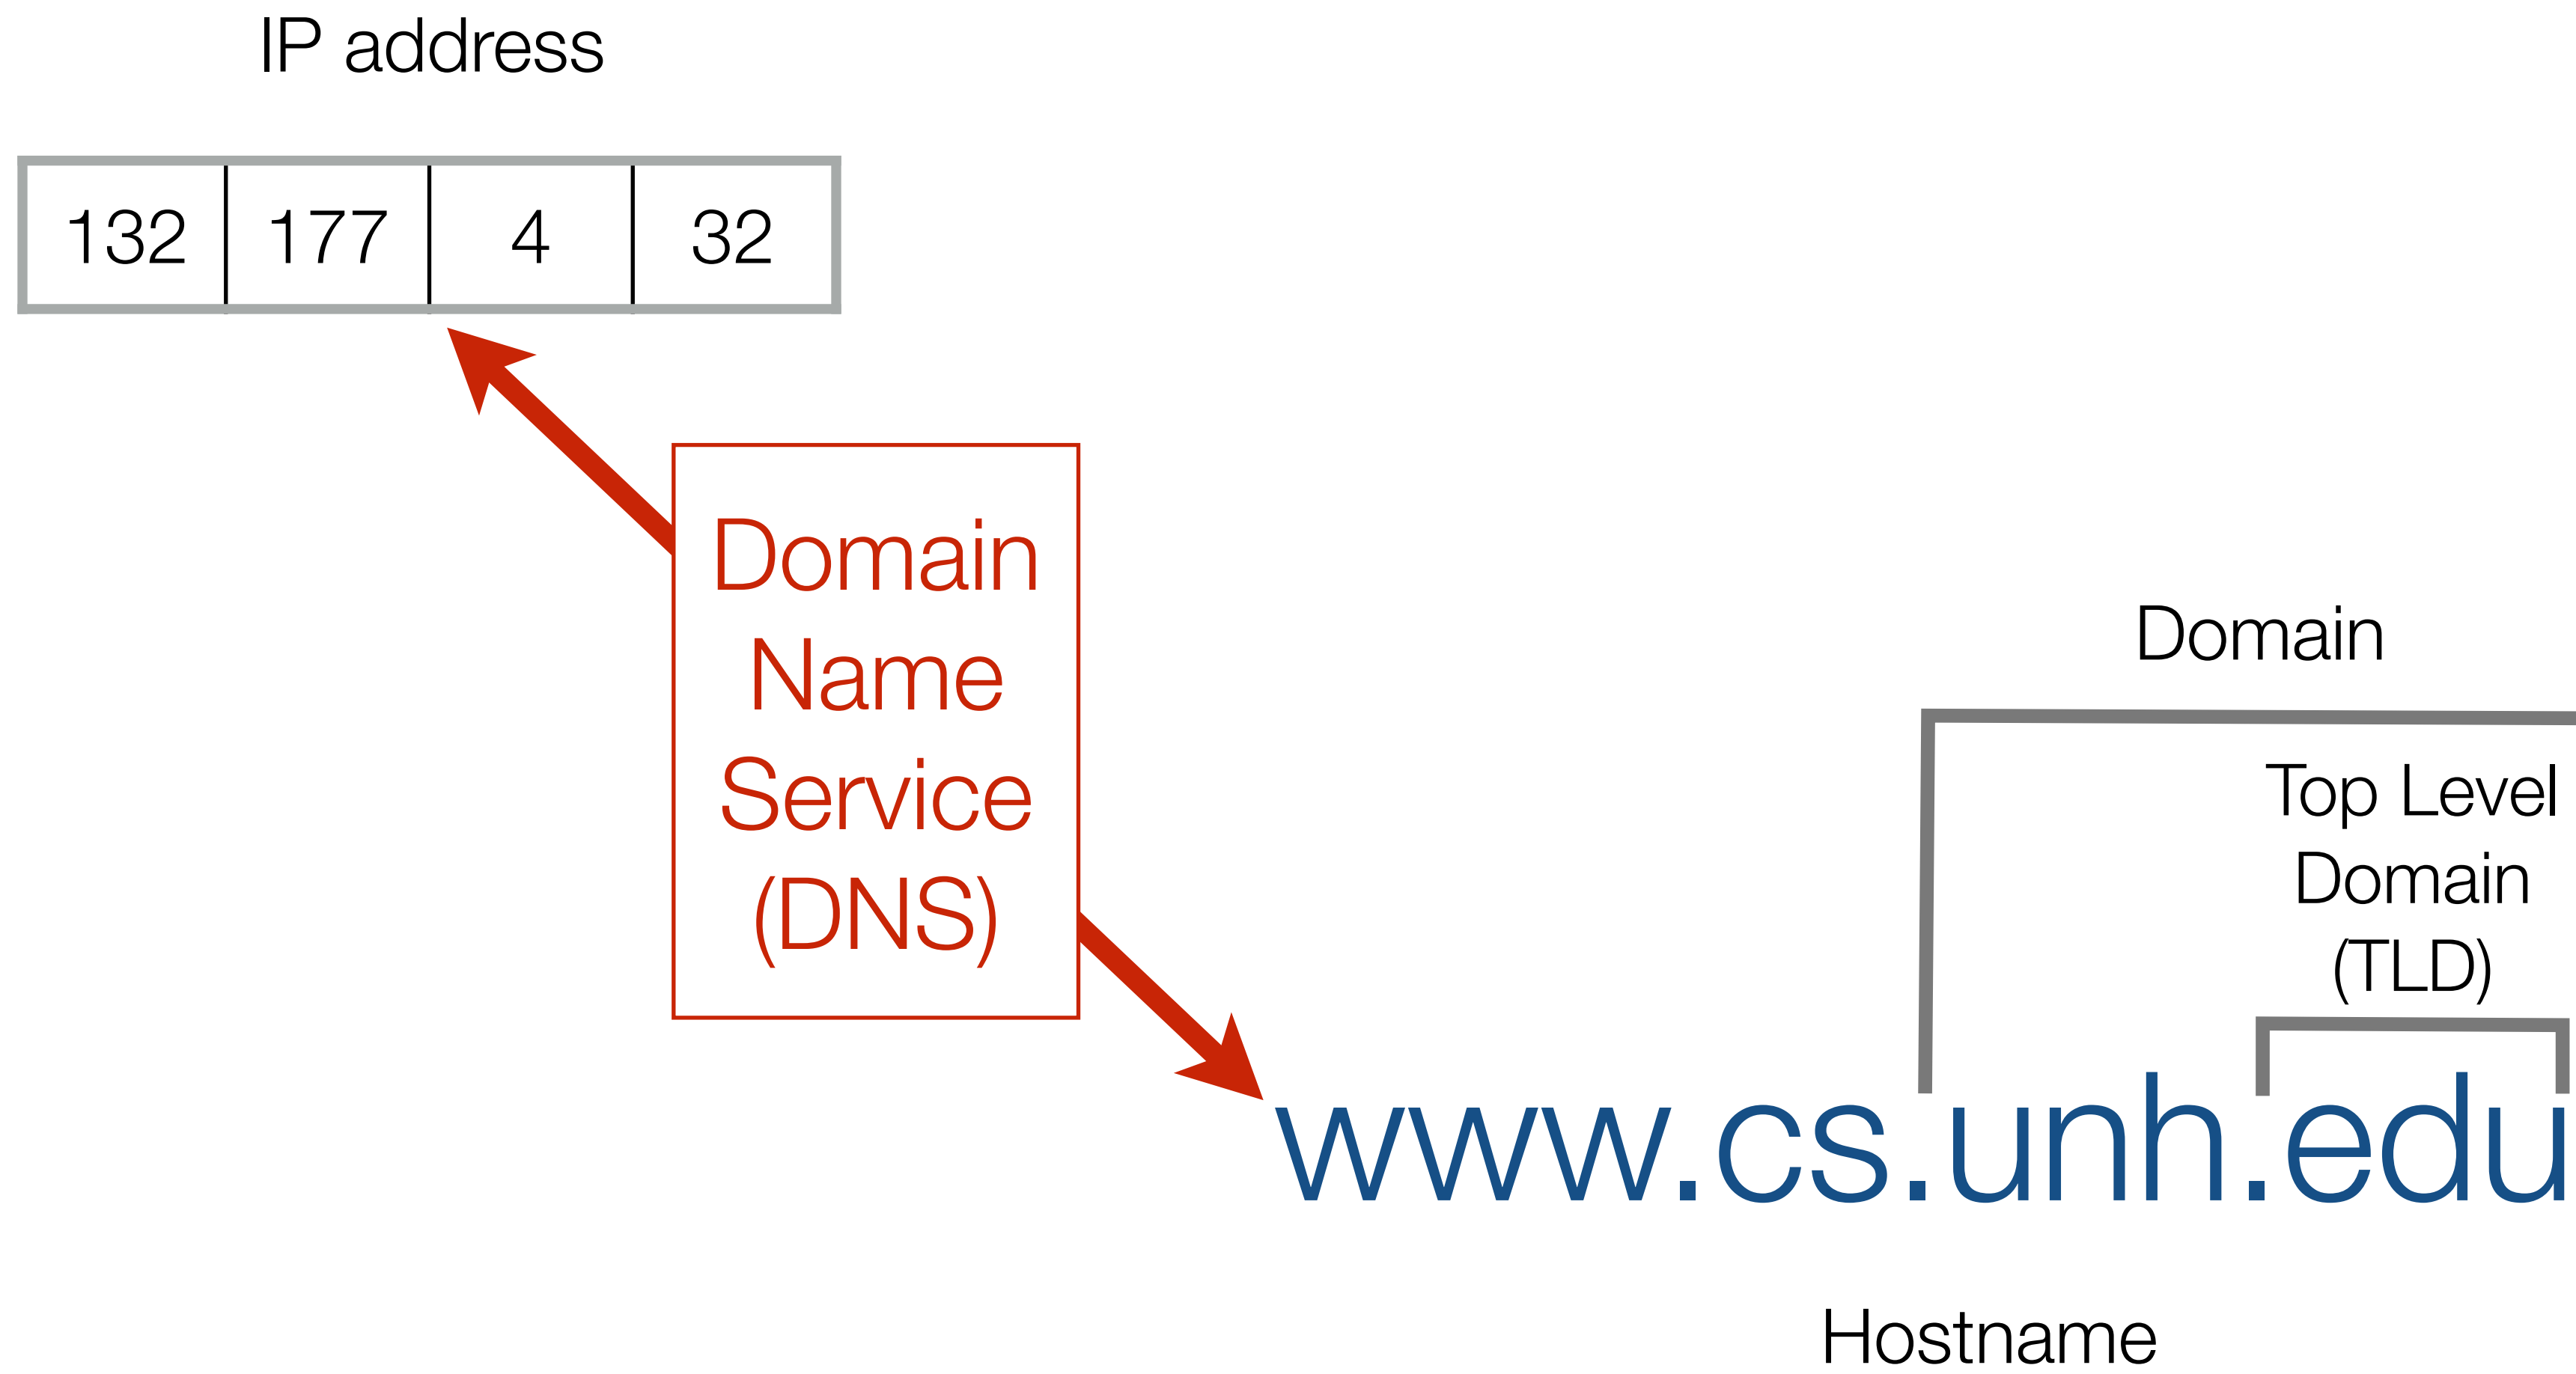 IP address
132 177 4 32
Domain
Name
Service
(DNS)
Domain
Top Level
Domain
(TLD)
www.cs.unh.edu
Hostname